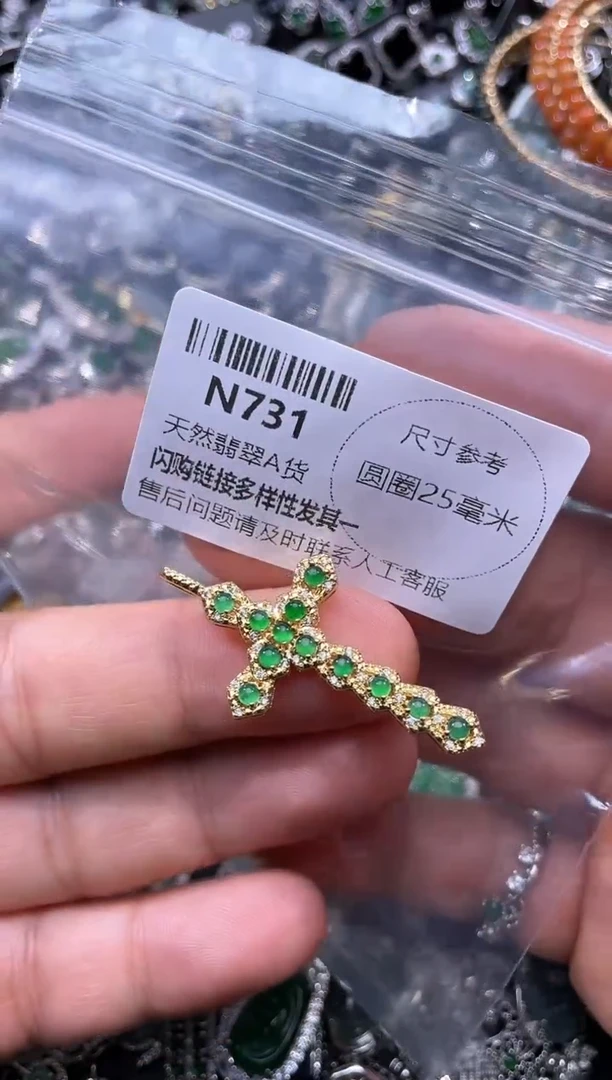 N731
天然翡翠A货
闪购链接多样性发其一
售后问题请及时联系人工客服
尺寸参考
圆圈25毫米